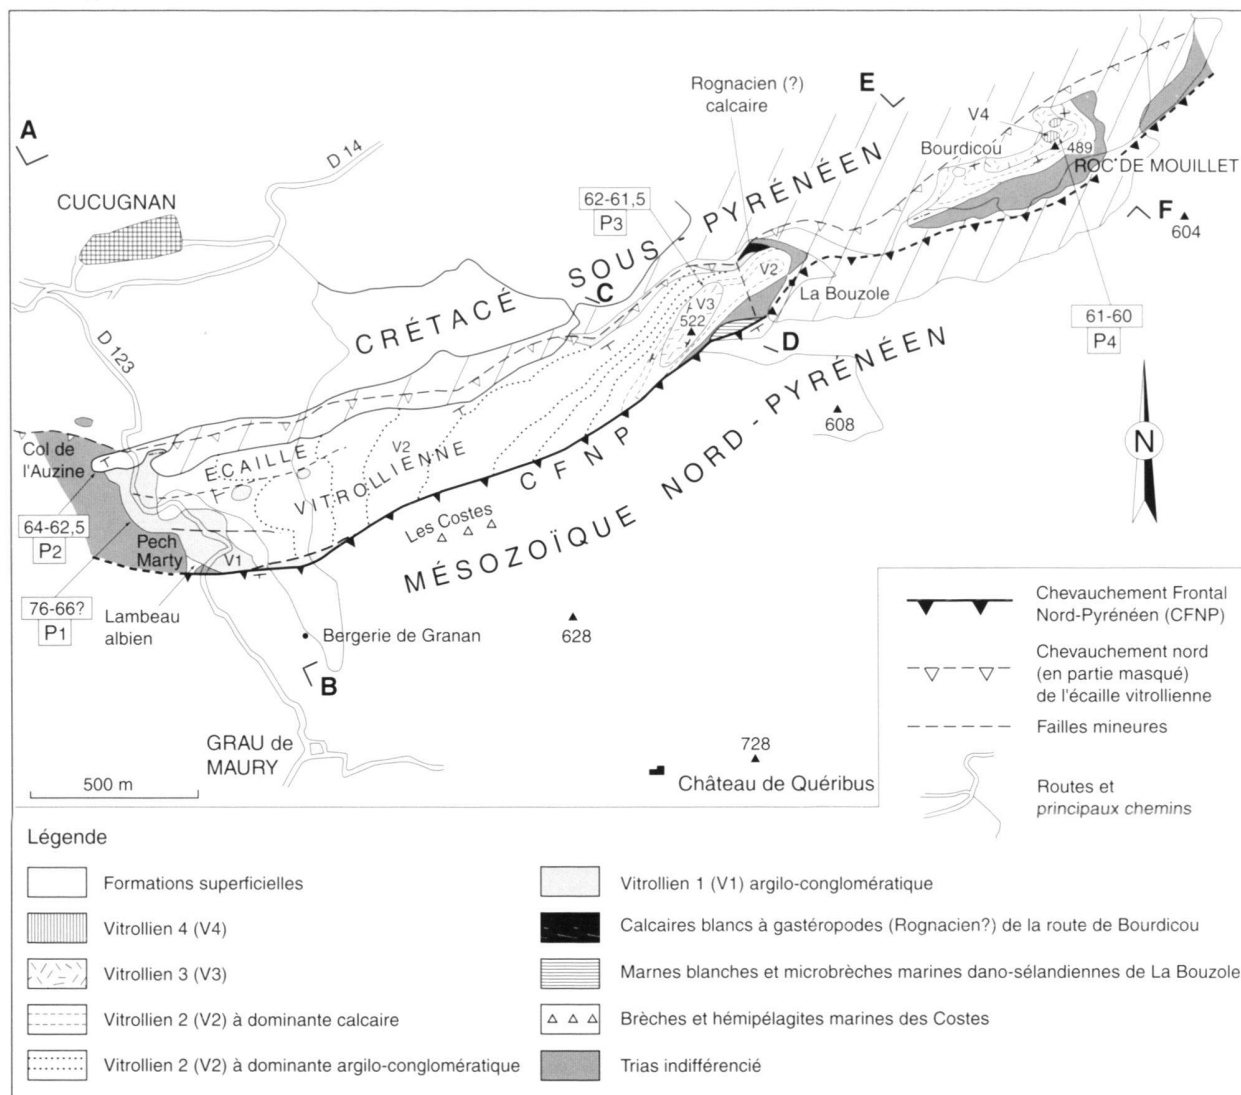 A
CUCUGNAN
D 14
D 123
Rognacien (?)
calcaire
E
V4
Bourdicou
489
ROC DE MOUILLET
F
604
62-61,5
P3
SOUS - PYRÉNÉEN
CRÉTACÉ
C
V2
V3
522
La Bouzole
D
61-60
P4
608
N
Col de
l'Auzine
ECAILLE
VITROLLIENNE
V2
CFNP
Les Costes
MÉSOZOÏQUE NORD - PYRÉNÉEN
64-62,5
P2
Pech
Marty
V1
76-66?
P1
Lambeau
albien
Bergerie de Granan
628
B
GRAU de
MAURY
728
Château de Quéribus
500 m
Chevauchement Frontal
Nord-Pyrénéen (CFNP)
Chevauchement nord
(en partie masqué)
de l'écaille vitrollienne
Failles mineures
Routes et
principaux chemins
Légende
Formations superficielles
Vitrollien 4 (V4)
Vitrollien 3 (V3)
Vitrollien 2 (V2) à dominante calcaire
Vitrollien 2 (V2) à dominante argilo-conglomératique
Vitrollien 1 (V1) argilo-conglomératique
Calcaires blancs à gastéropodes (Rognacien?) de la route de Bourdicou
Marnes blanches et microbrèches marines dano-sélandiennes de La Bouzole
Brèches et hémipélagites marines des Costes
Trias indifférencié